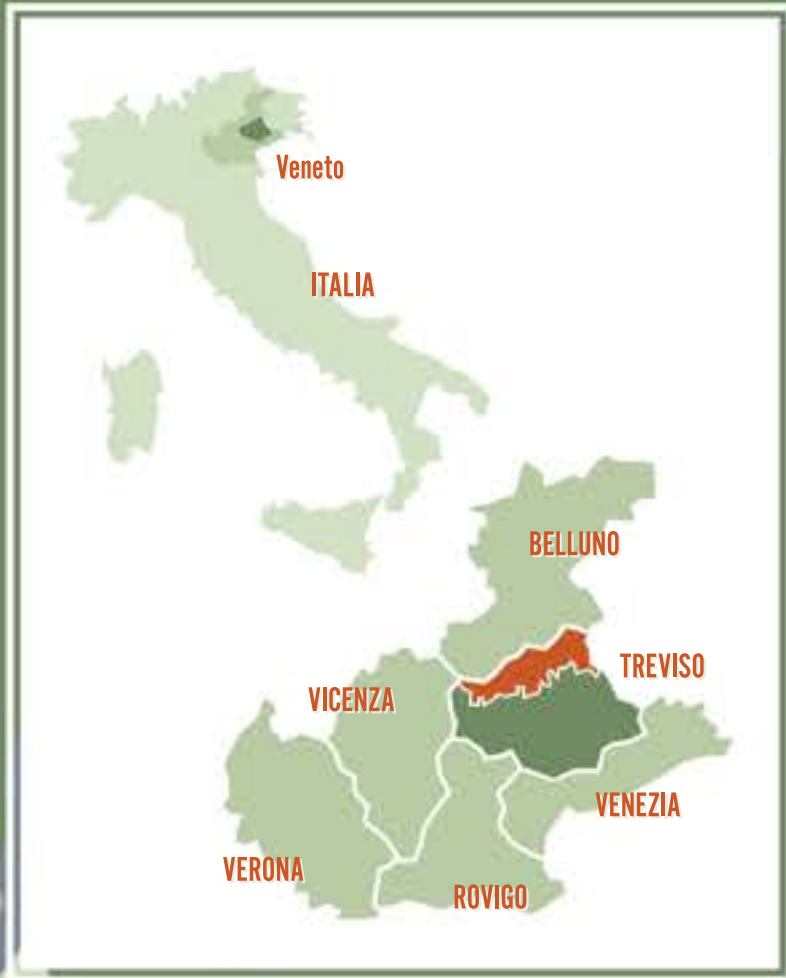 Veneto
ITALIA
BELLUNO
TREVISO
VICENZA
VENEZIA
VERONA
ROVIGO